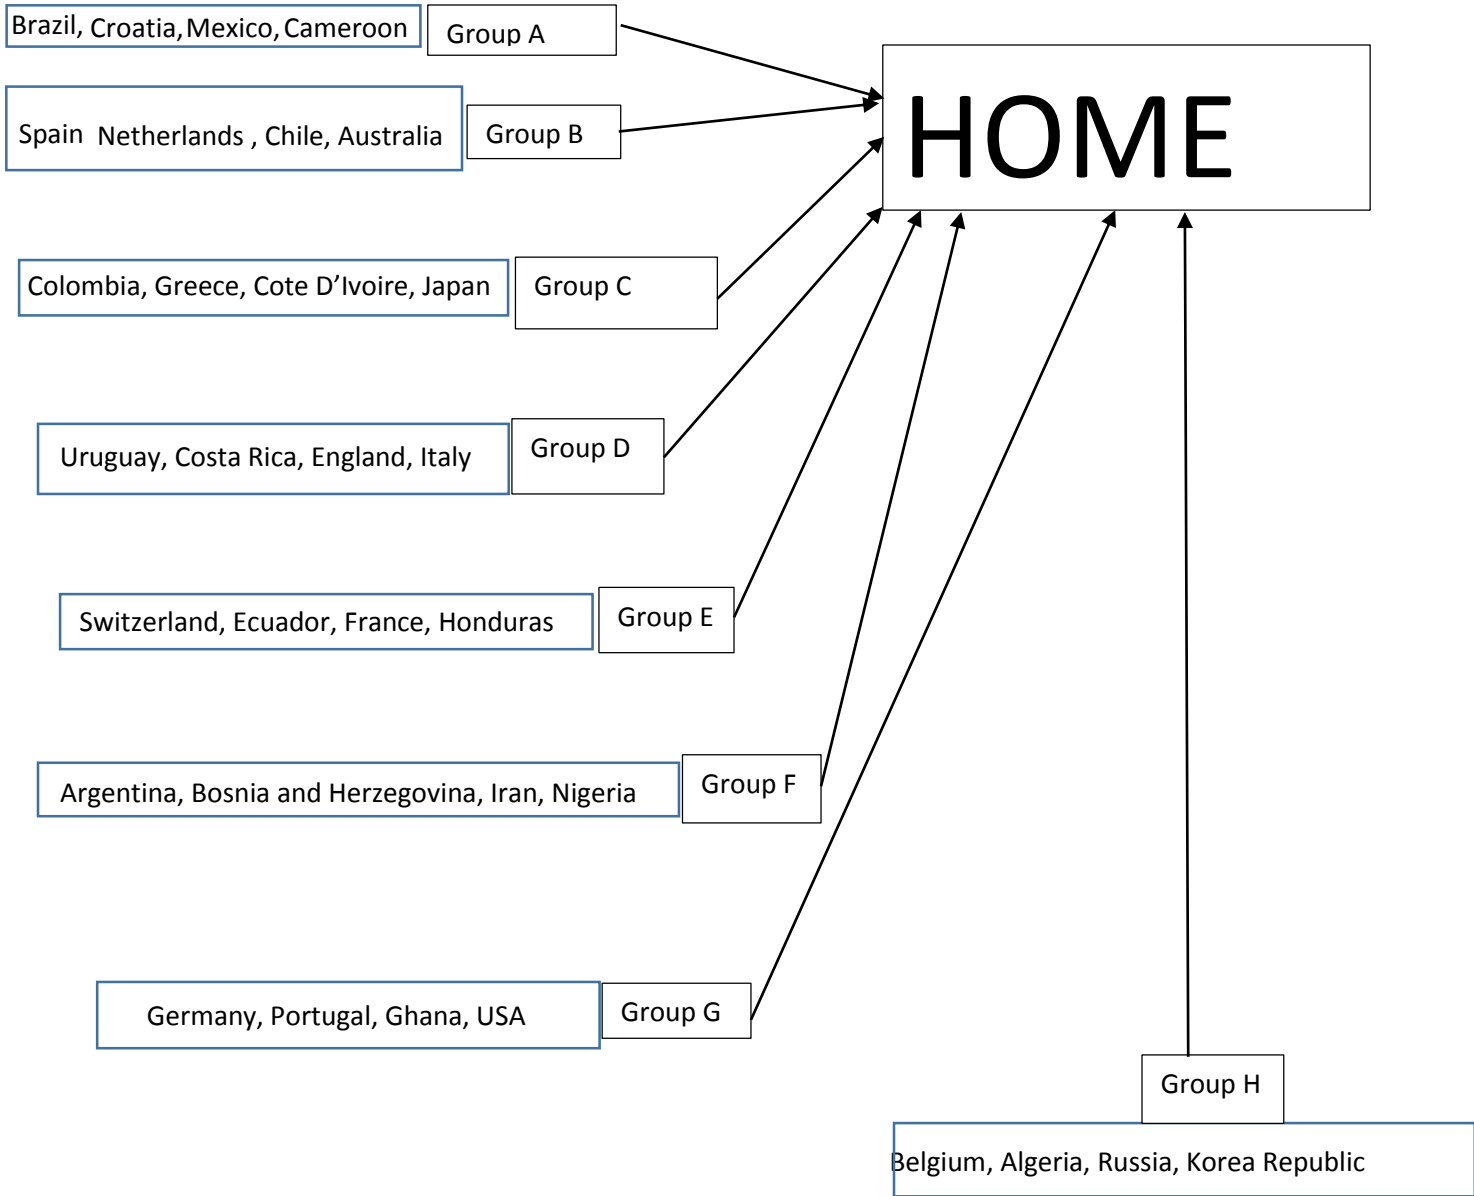 Brazil, Croatia, Mexico, Cameroon
Group A
HOME
Spain Netherlands , Chile, Australia
Group B
Colombia, Greece, Cote D’Ivoire, Japan
Group C
Uruguay, Costa Rica, England, Italy
Group D
Switzerland, Ecuador, France, Honduras
Group E
Argentina, Bosnia and Herzegovina, Iran, Nigeria
Group F
Germany, Portugal, Ghana, USA
Group G
Group H
Belgium, Algeria, Russia, Korea Republic